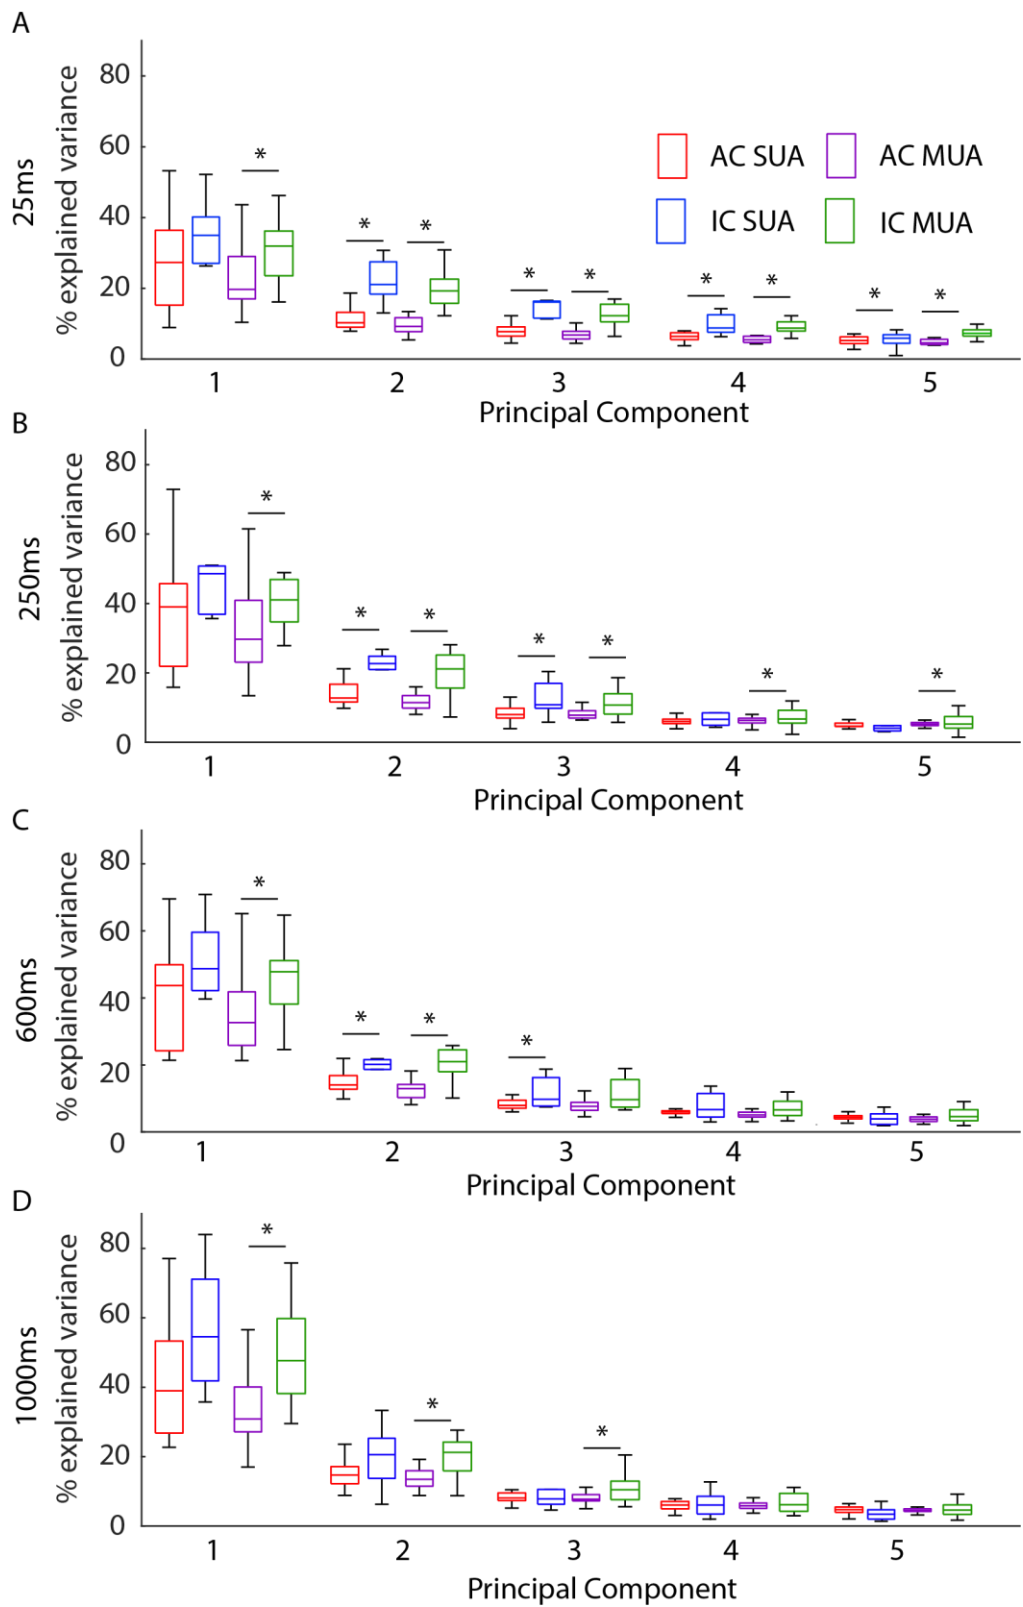 A
25ms
% explained variance
80
60
40
20
0
*
* *
* *
* *
* *
AC SUA AC MUA
IC SUA IC MUA
1 2 3 4 5
Principal Component
B
250ms
% explained variance
80
60
40
20
0
*
* *
* *
*
*
1 2 3 4 5
Principal Component
C
600ms
% explained variance
80
60
40
20
0
*
* *
*
1 2 3 4 5
Principal Component
D
1000ms
% explained variance
80
60
40
20
0
*
*
*
1 2 3 4 5
Principal Component